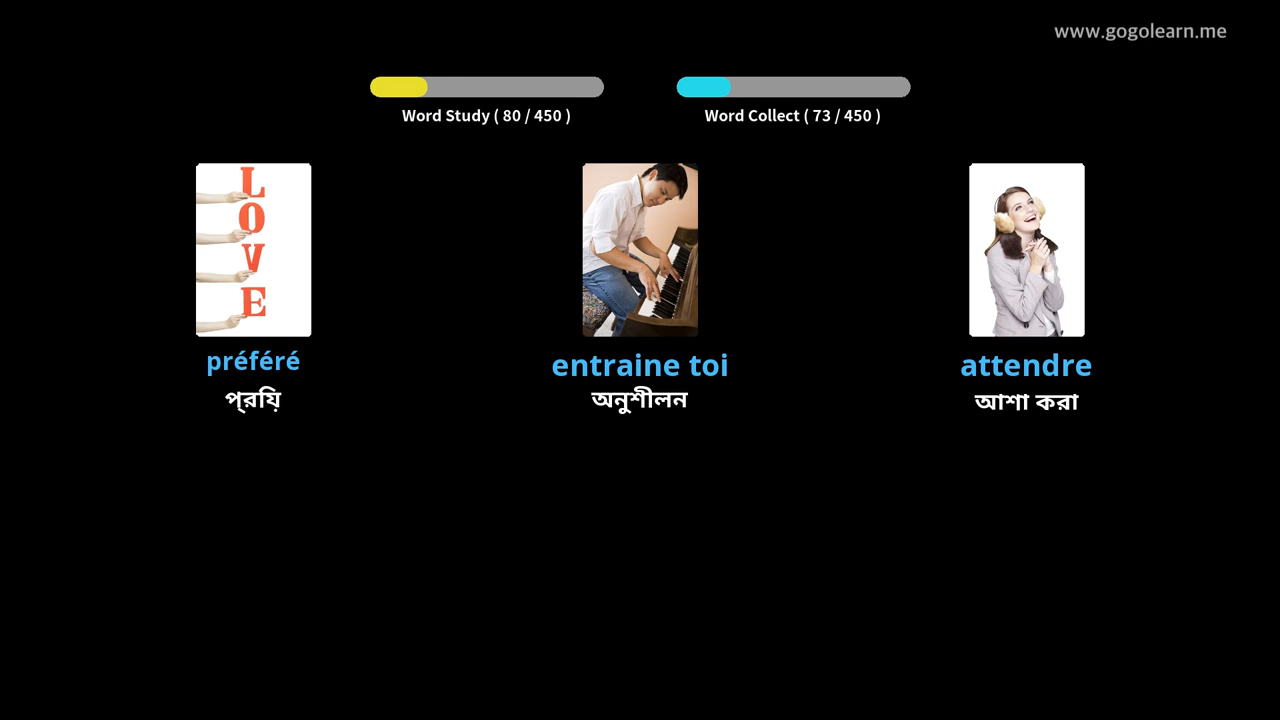 www.gogolearn.me
Word Study ( 80 / 450 )
Word Collect ( 73 / 450 )
LOVE
préféré
entraine toi
attendre
প্রিয়
অনুশীলন
আশা করা